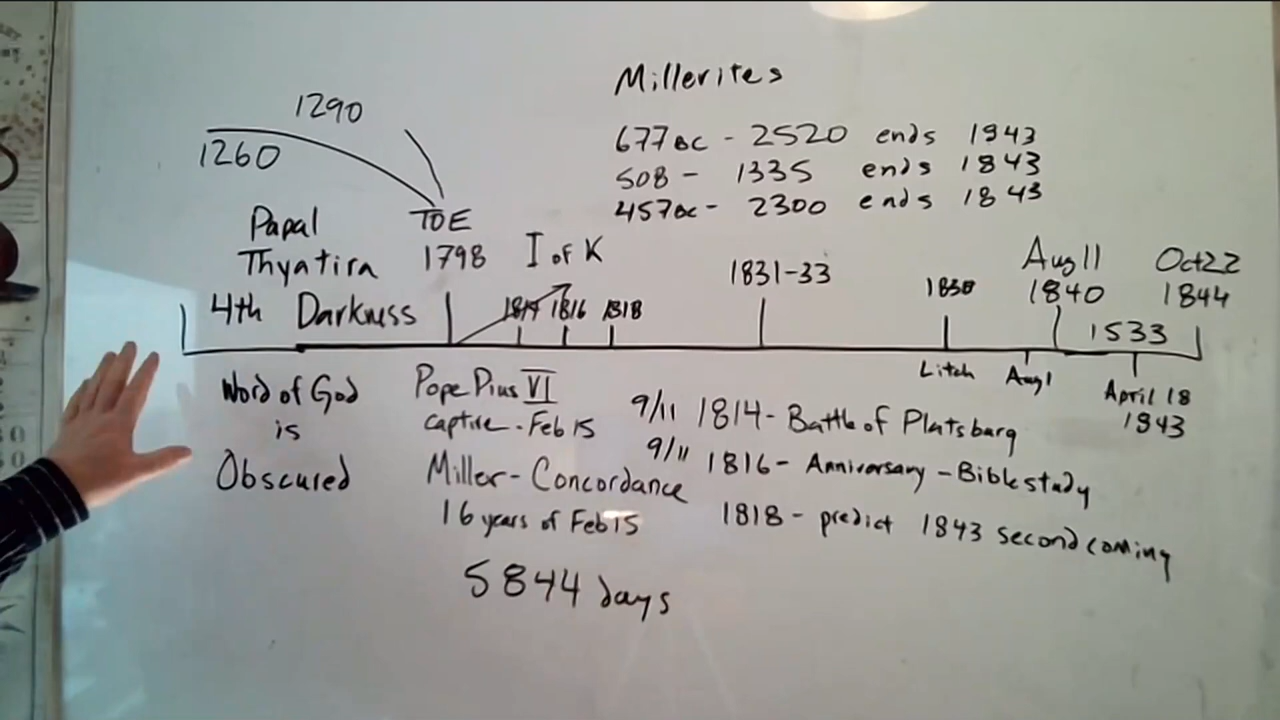 Millerites
1290
1260
677BC - 2520 ends 1843
508 - 1335 ends 1843
457BC - 2300 ends 1843
Papal
Thyatira
4th Darkness
TOE
1798
I of K
1814 1816 1818
1831-33
1838
Aug 11
1840
Oct 22
1844
1533
Litch
Aug 1
April 18
1843
Word of God
is
Obscured
Pope Pius VI
captive - Feb 15
Miller - Concordance
16 years of Feb 15
5844 days
9/11 1814 - Battle of Platsburg
9/11 1816 - Anniversary - Bible study
1818 - predict 1843 second coming